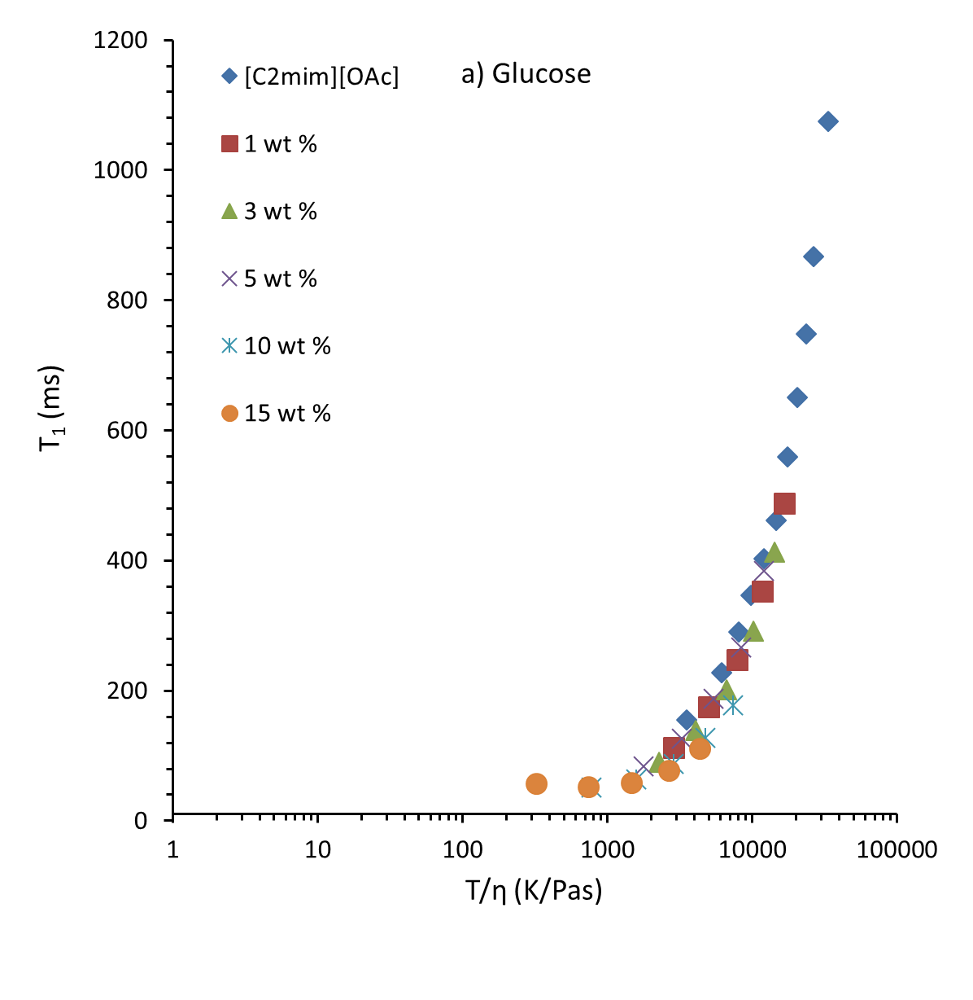 1200
1000
800
600
400
200
0
T₁ (ms)
[C2mim][OAc]
a) Glucose
1 wt %
3 wt %
5 wt %
10 wt %
15 wt %
1 10 100 1000 10000 100000
T/η (K/Pas)